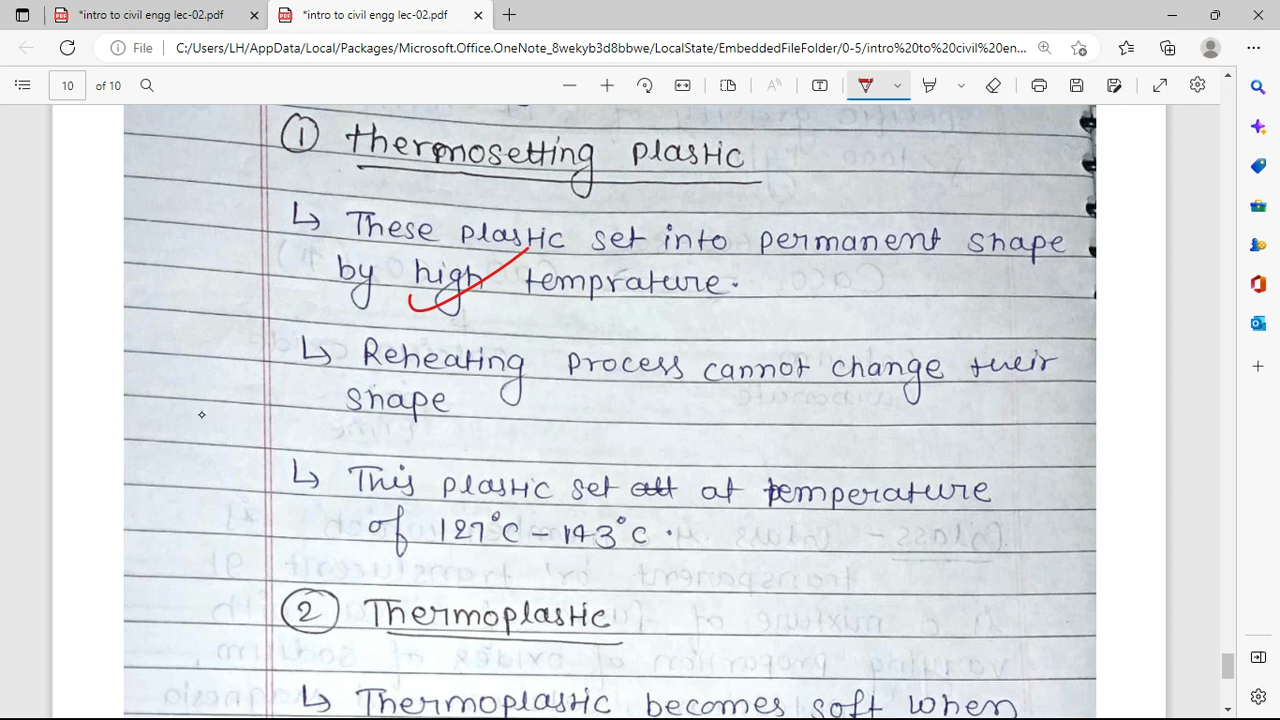 *intro to civil engg lec-02.pdf
*intro to civil engg lec-02.pdf
File
C:/Users/LH/AppData/Local/Packages/Microsoft.Office.OneNote_8wekyb3d8bbwe/LocalState/EmbeddedFileFolder/0-5/intro%20to%20civil%20en...
10 of 10
① Thermosetting plastic
↳ These plastic set into permanent shape
by high temprature.
↳ Reheating process cannot change their
shape
↳ This plastic set at temperature
of 127°C - 143°C.
② Thermoplastic
↳ Thermoplastic becomes soft when